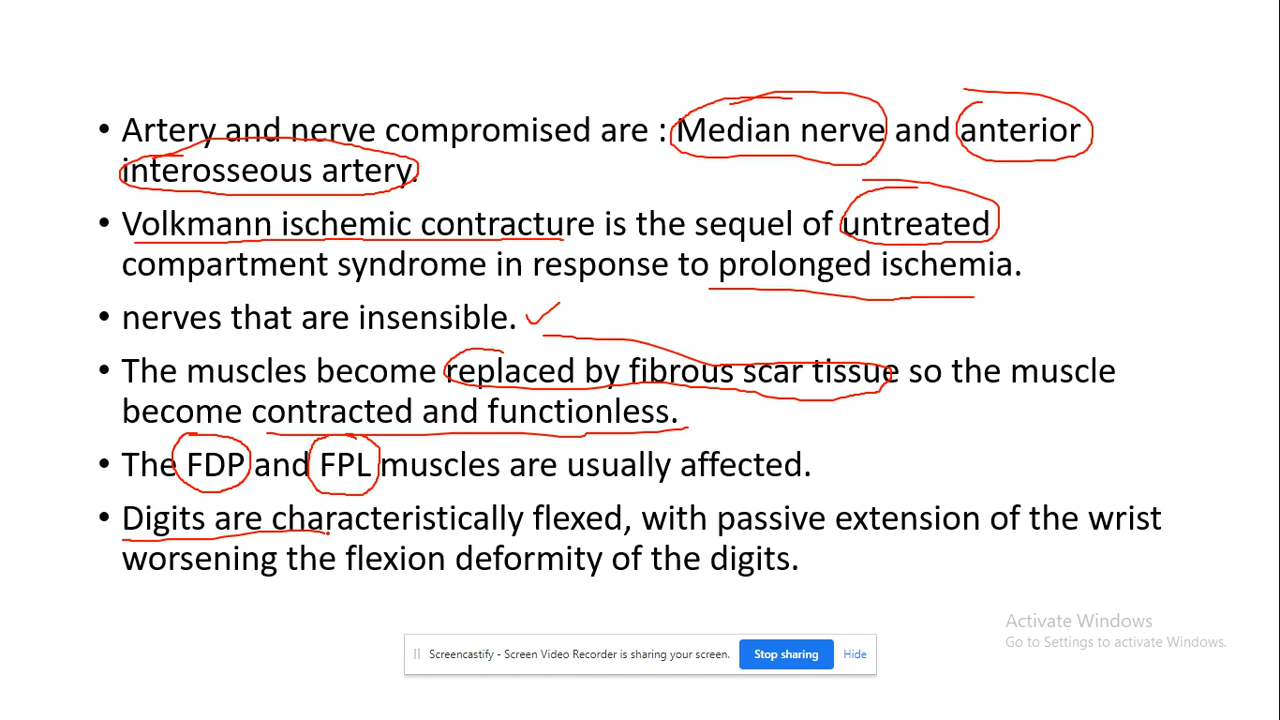 • Artery and nerve compromised are : Median nerve and anterior
interosseous artery.
• Volkmann ischemic contracture is the sequel of untreated
compartment syndrome in response to prolonged ischemia.
• nerves that are insensible.
• The muscles become replaced by fibrous scar tissue so the muscle
become contracted and functionless.
• The FDP and FPL muscles are usually affected.
• Digits are characteristically flexed, with passive extension of the wrist
worsening the flexion deformity of the digits.
Activate Windows
Go to Settings to activate Windows.
Screencastify - Screen Video Recorder is sharing your screen. Stop sharing Hide